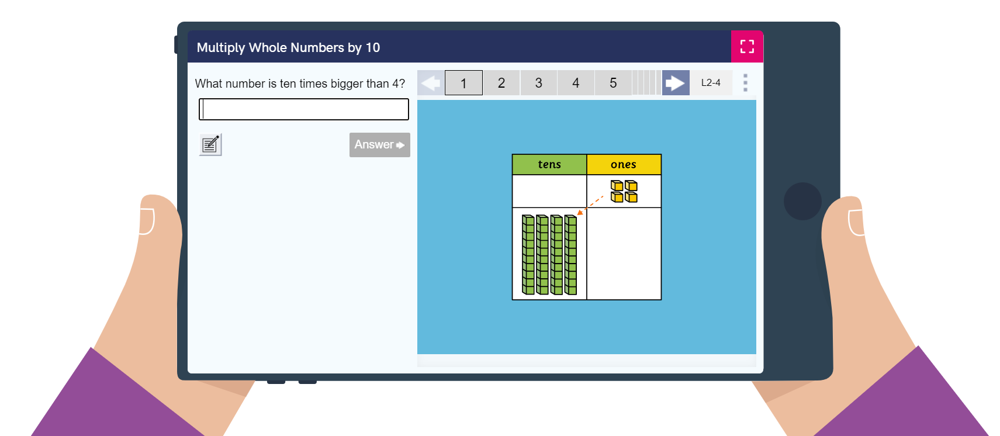 Multiply Whole Numbers by 10
What number is ten times bigger than 4?
1 2 3 4 5 L2-4
Answer
tens ones